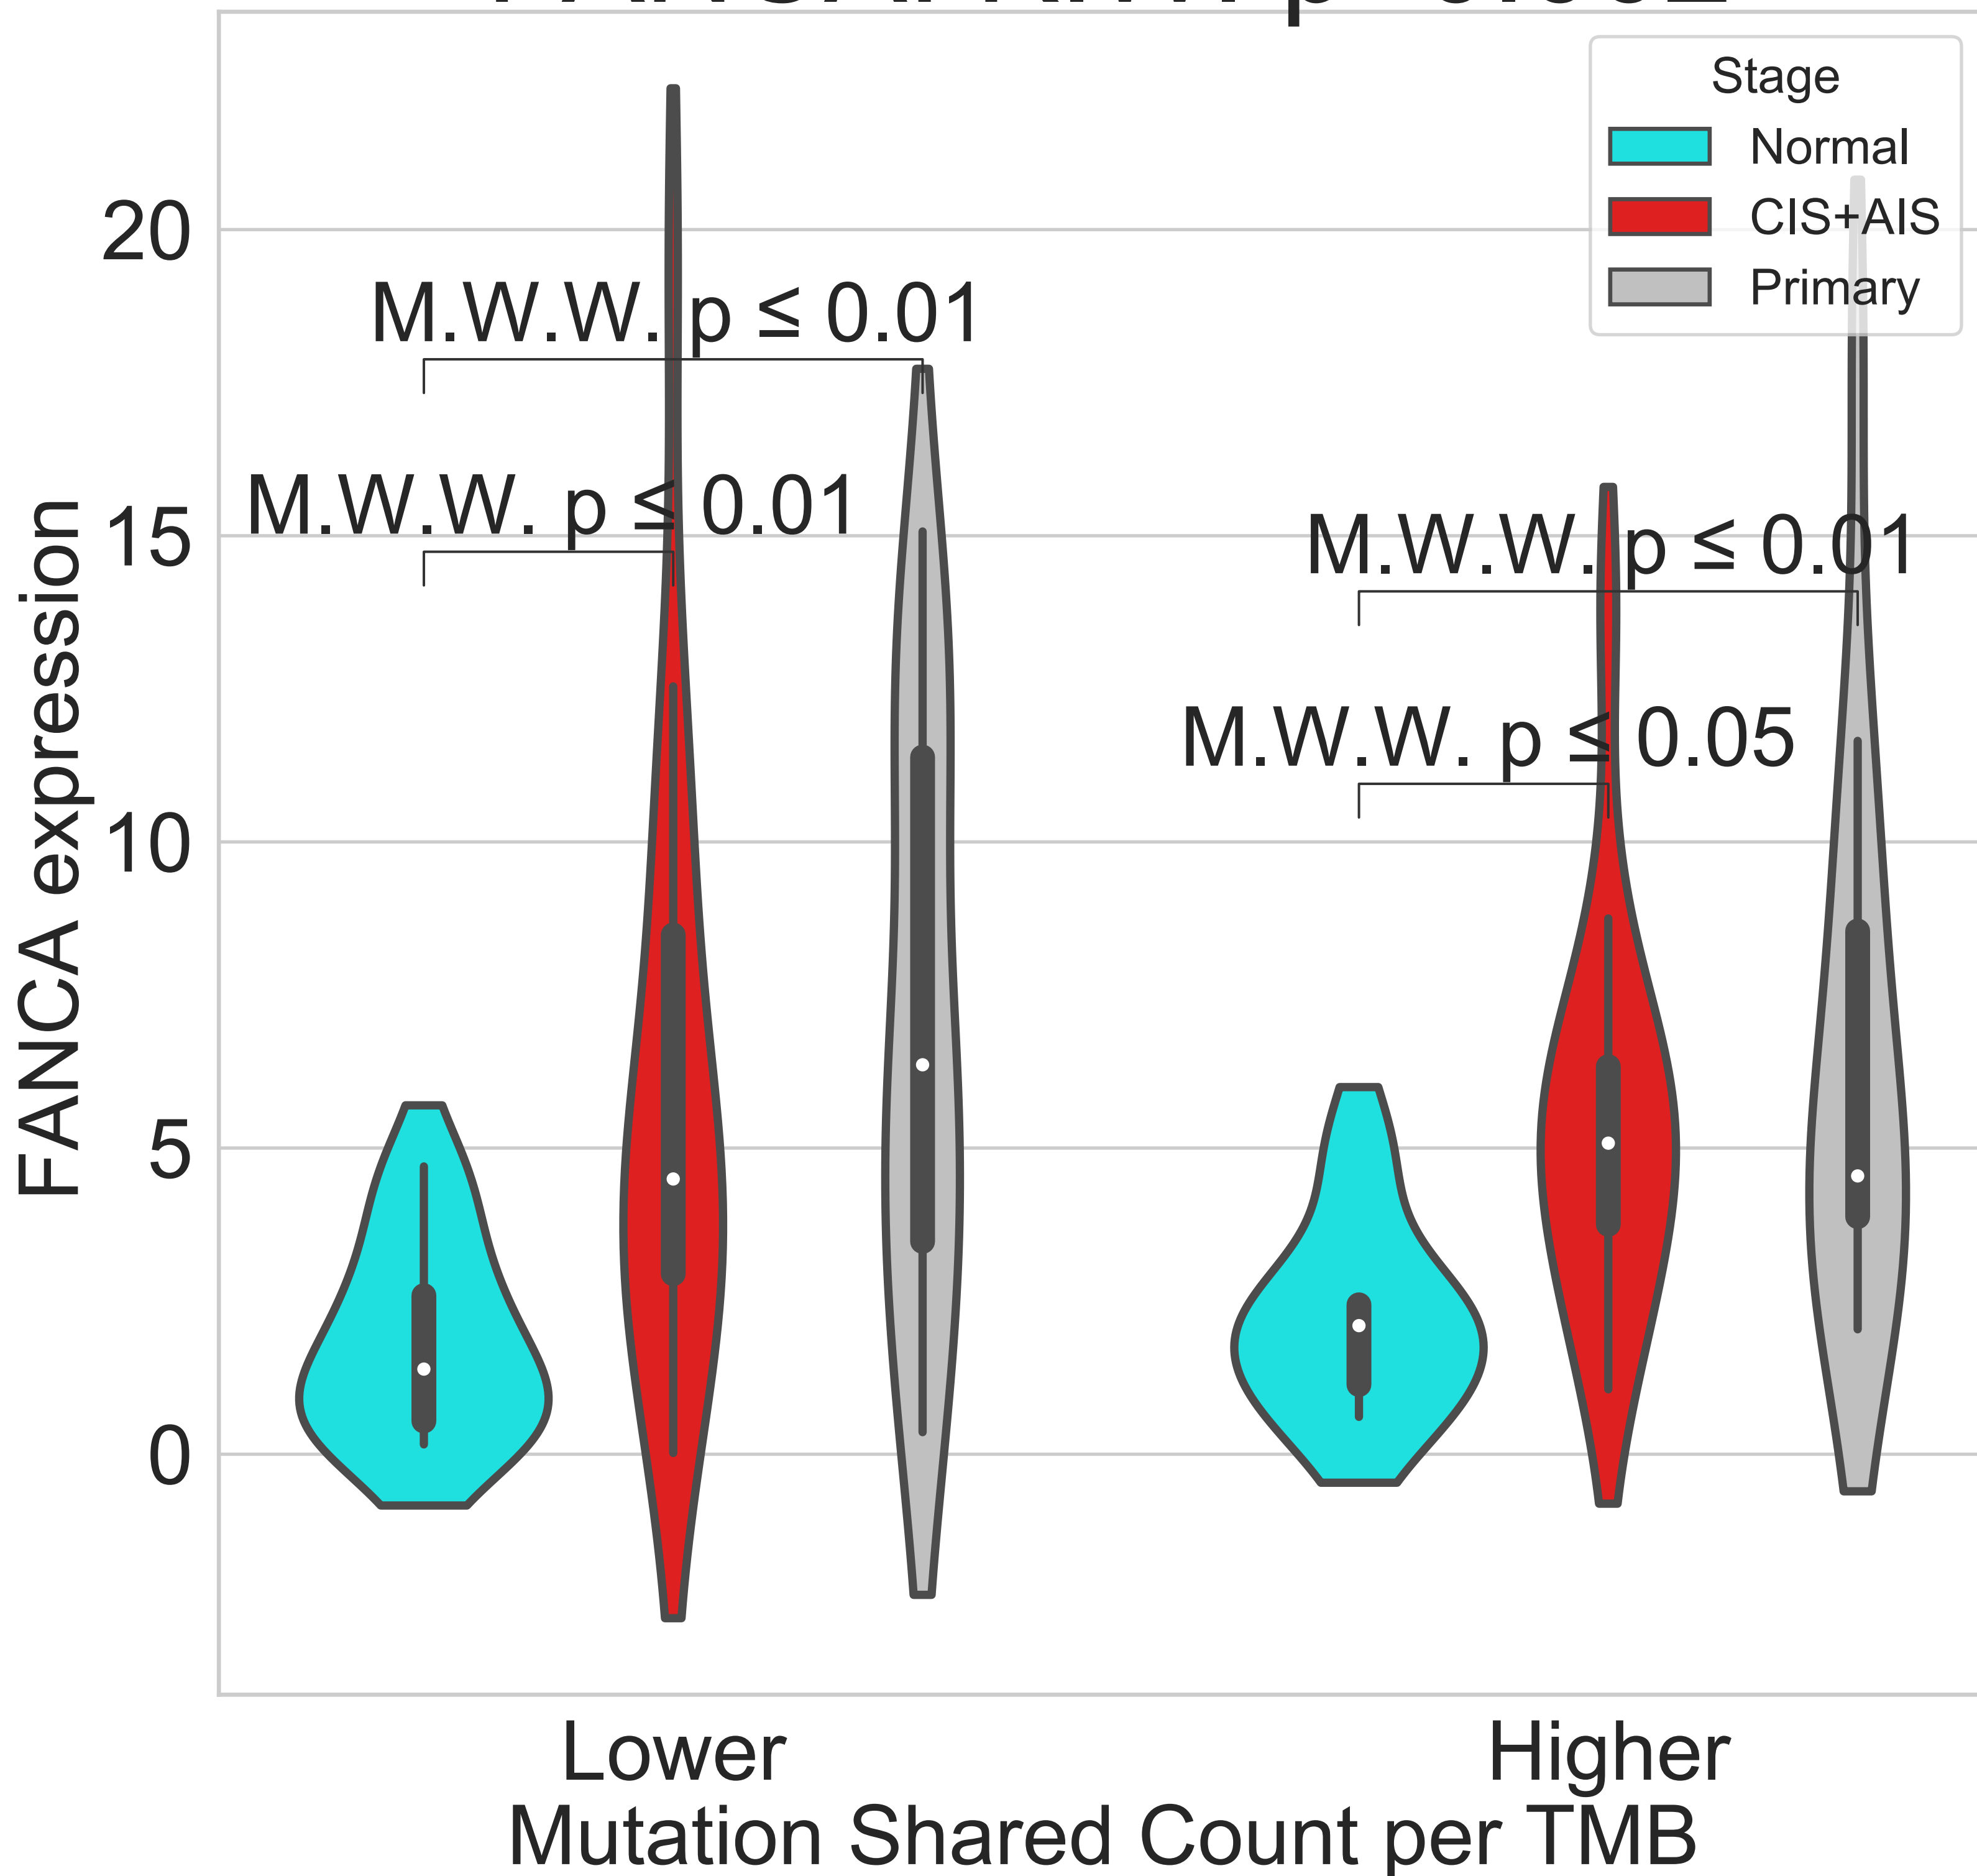 Stage
Normal
CIS+AIS
Primary
20
15
10
5
0
FANCA expression
M.W.W. p ≤ 0.01
M.W.W. p ≤ 0.01
M.W.W. p ≤ 0.01
M.W.W. p ≤ 0.05
Lower
Higher
Mutation Shared Count per TMB